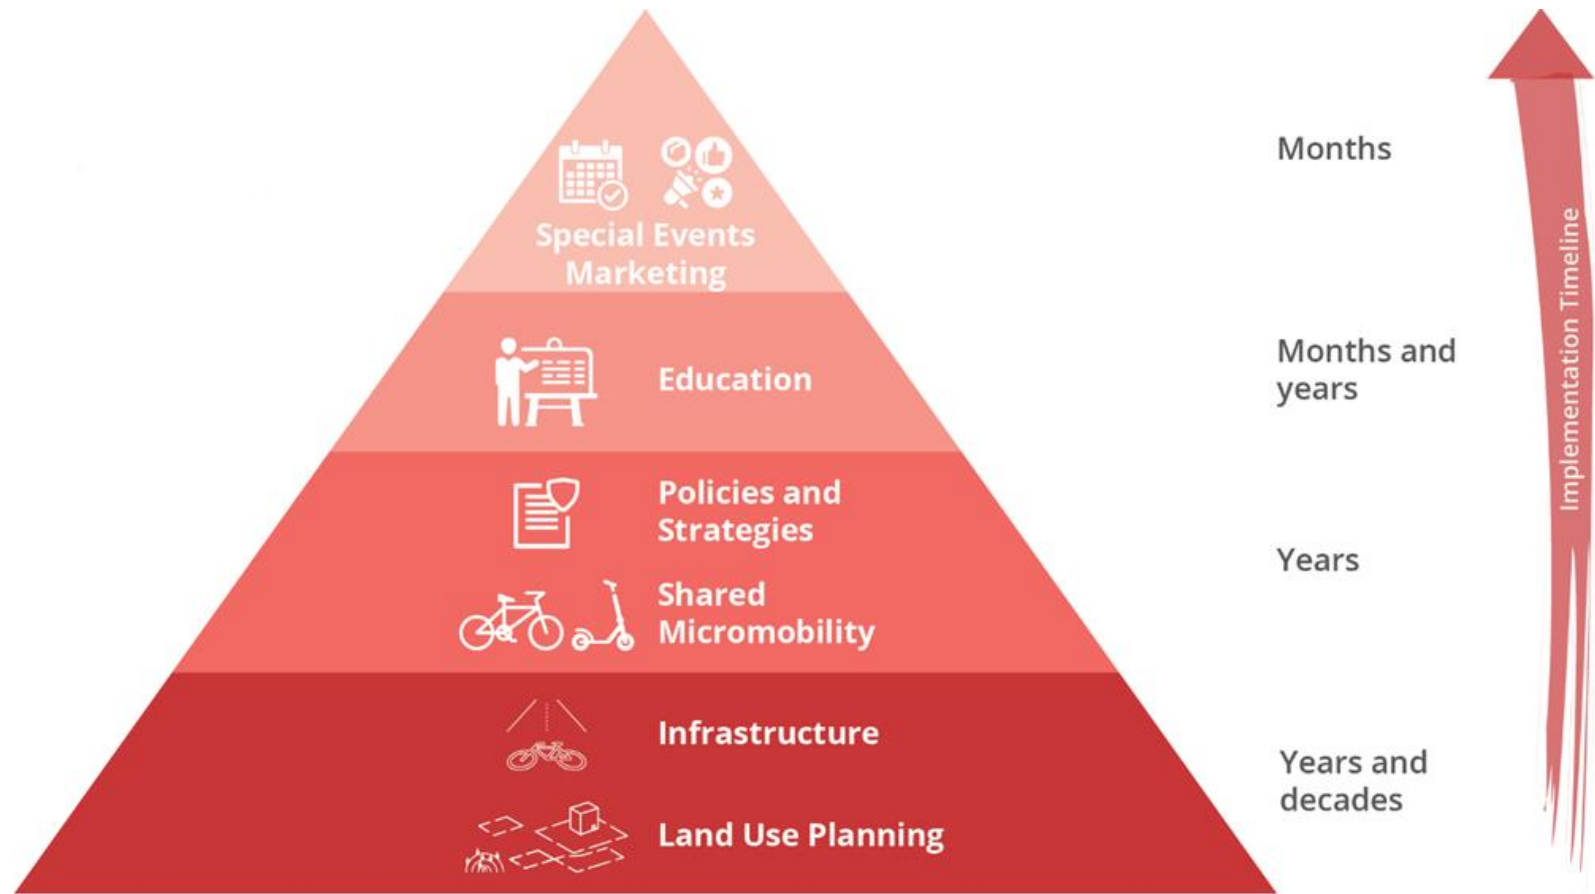 Special Events
Marketing
Months
Education
Months and
years
Policies and
Strategies
Shared
Micromobility
Years
Infrastructure
Land Use Planning
Years and
decades
Implementation Timeline